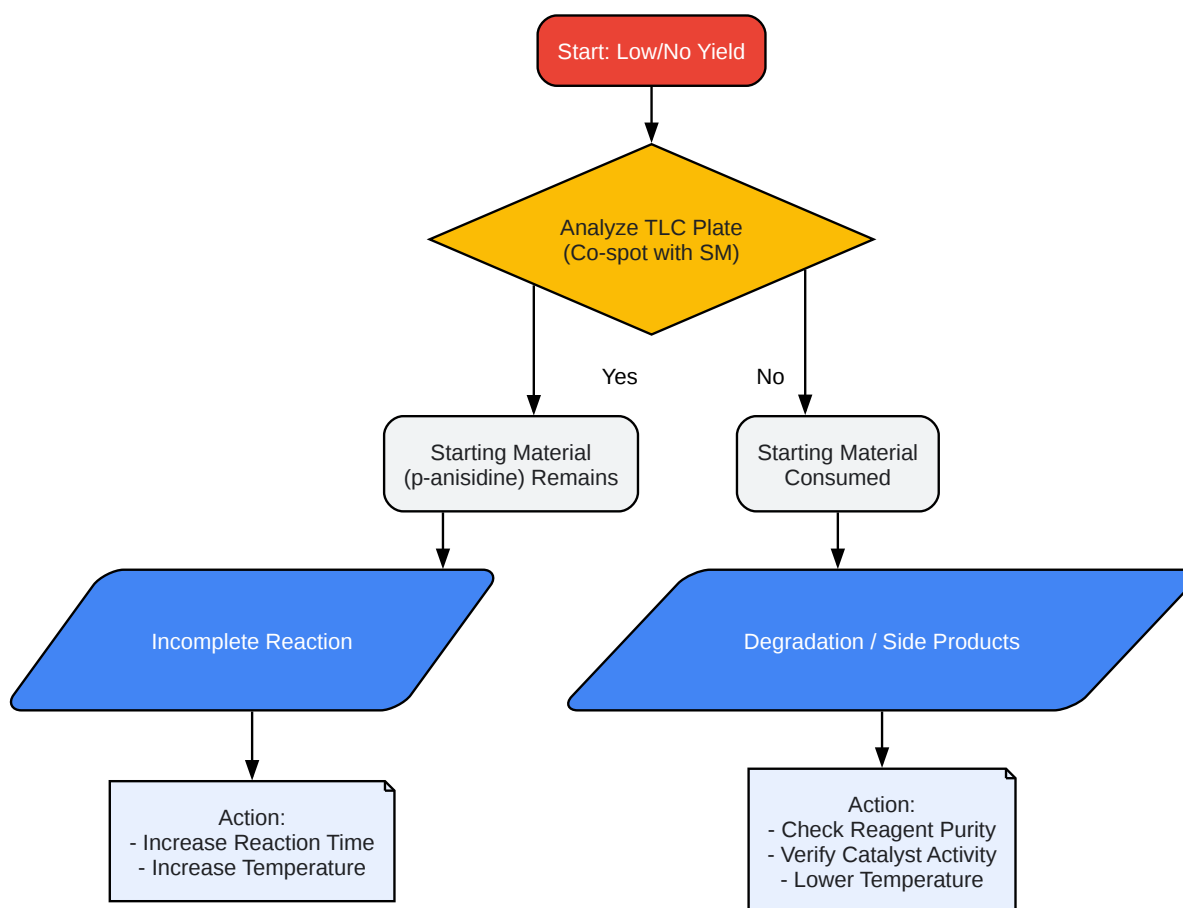 Start: Low/No Yield
Analyze TLC Plate
(Co-spot with SM)
Yes
No
Starting Material
(p-anisidine) Remains
Starting Material
Consumed
Incomplete Reaction
Degradation / Side Products
Action:
- Increase Reaction Time
- Increase Temperature
Action:
- Check Reagent Purity
- Verify Catalyst Activity
- Lower Temperature